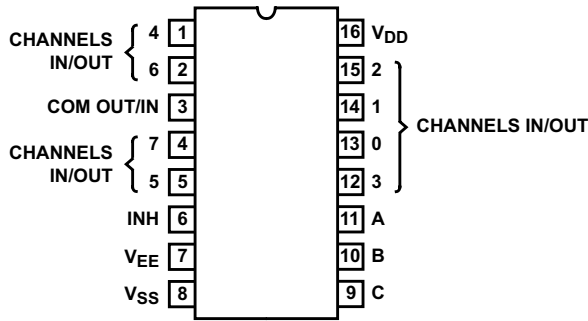 CHANNELS IN/OUT
4 1
6 2
COM OUT/IN 3
CHANNELS IN/OUT
7 4
5 5
INH 6
VEE 7
VSS 8
16 VDD
15 2
14 1
13 0
12 3
CHANNELS IN/OUT
11 A
10 B
9 C